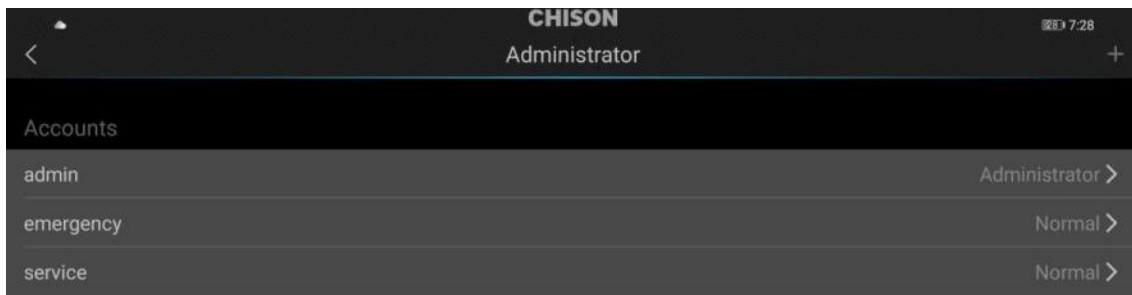 CHISON
7:28
Administrator
Accounts
admin Administrator
emergency Normal
service Normal